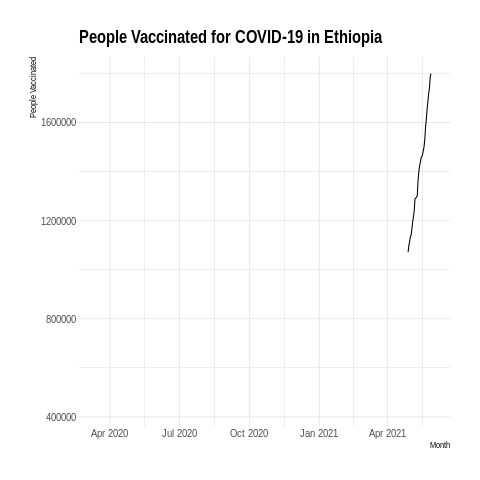 People Vaccinated for COVID-19 in Ethiopia
People Vaccinated
1600000
1200000
800000
400000
Apr 2020 Jul 2020 Oct 2020 Jan 2021 Apr 2021
Month